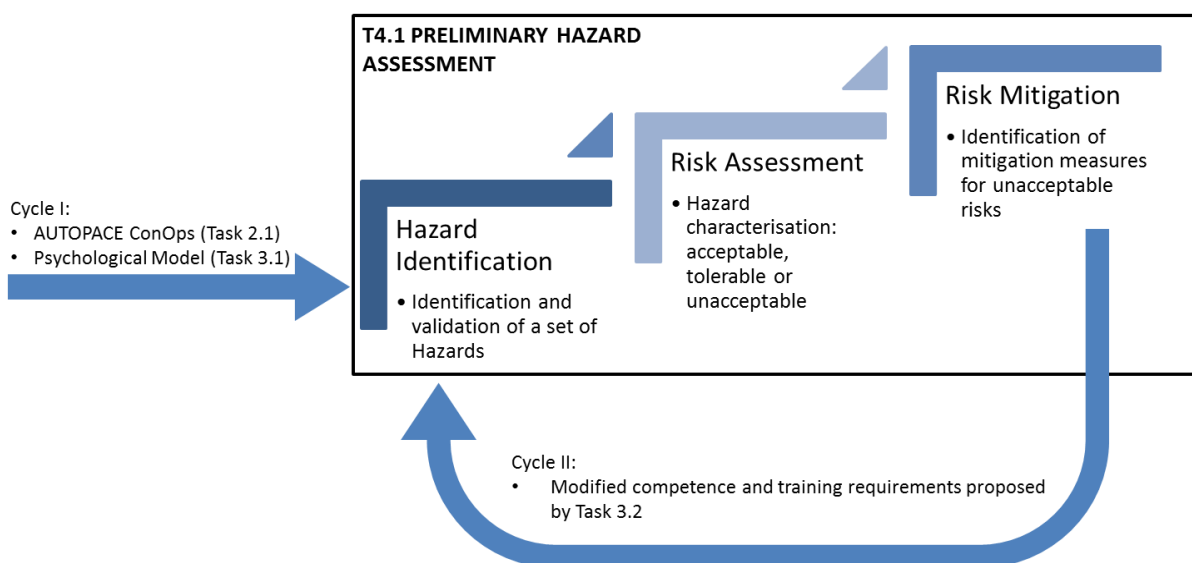 T4.1 PRELIMINARY HAZARD
ASSESSMENT
Risk Mitigation
• Identification of
mitigation measures
for unacceptable
risks
Risk Assessment
• Hazard
characterisation:
acceptable,
tolerable or
unacceptable
Cycle I:
• AUTOPACE ConOps (Task 2.1)
• Psychological Model (Task 3.1)
Hazard
Identification
• Identification and
validation of a set of
Hazards
Cycle II:
• Modified competence and training requirements proposed
by Task 3.2